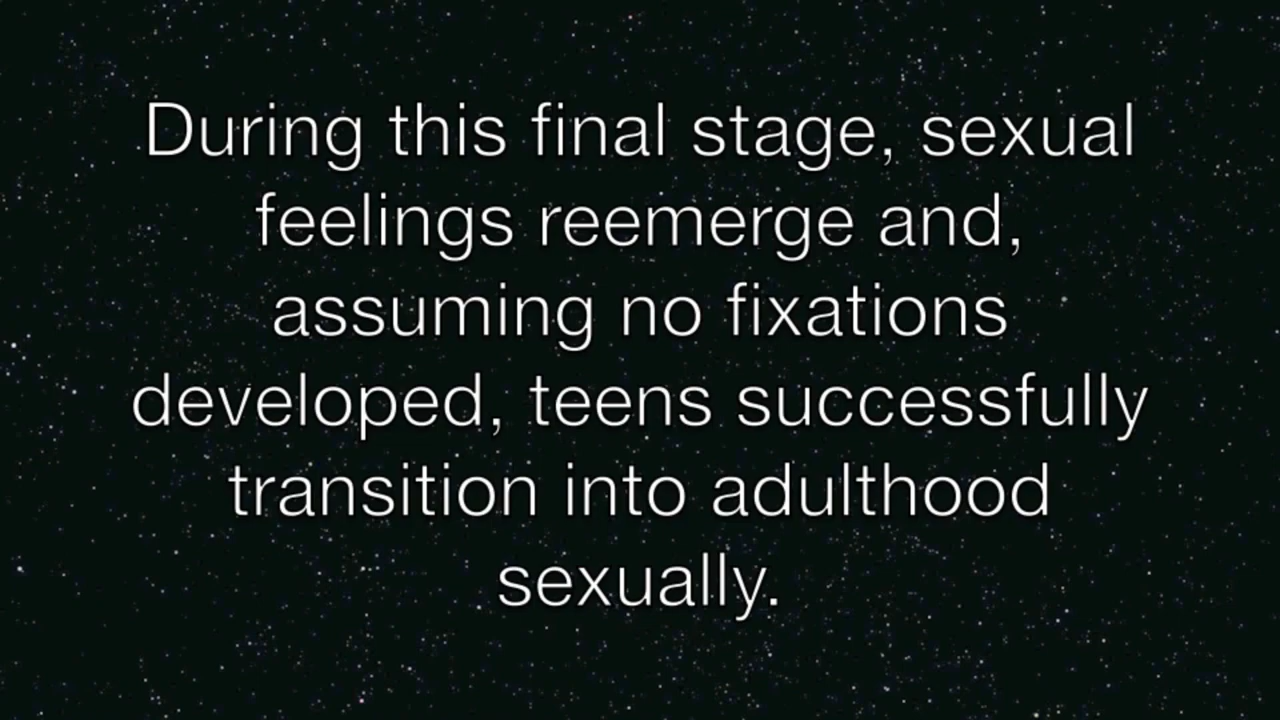 During this final stage, sexual
feelings reemerge and,
assuming no fixations
developed, teens successfully
transition into adulthood
sexually.